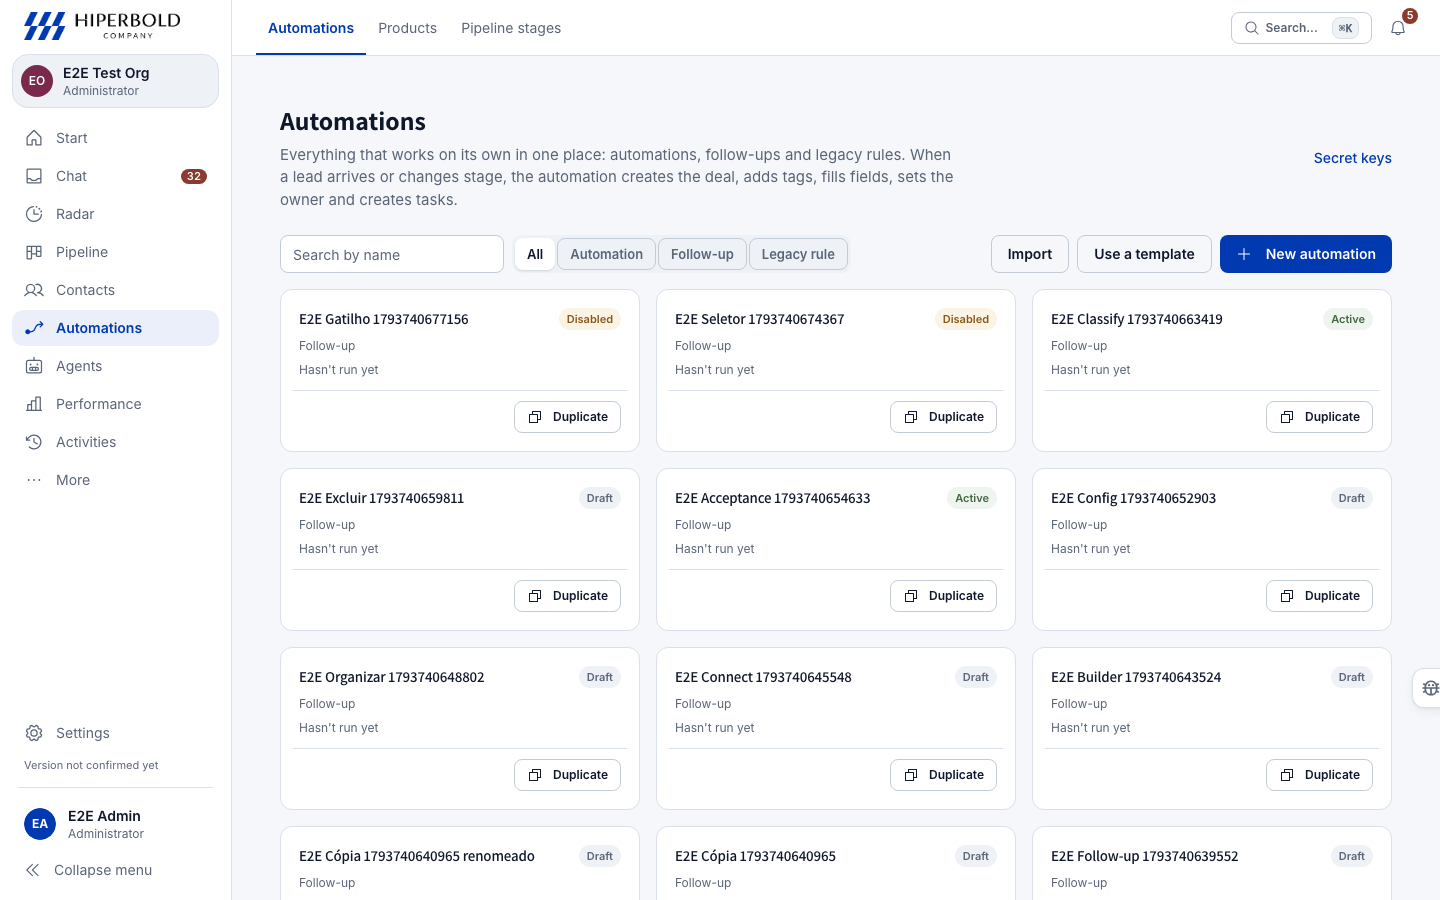 HIPERBOLD
COMPANY
EO
E2E Test Org
Administrator
Start
Chat
32
Radar
Pipeline
Contacts
Automations
Agents
Performance
Activities
More
Settings
Version not confirmed yet
EA
E2E Admin
Administrator
Collapse menu
Automations
Products
Pipeline stages
Search...
⌘K
5
Automations
Everything that works on its own in one place: automations, follow-ups and legacy rules. When
a lead arrives or changes stage, the automation creates the deal, adds tags, fills fields, sets the
owner and creates tasks.
Secret keys
Search by name
All
Automation
Follow-up
Legacy rule
Import
Use a template
New automation
E2E Gatilho 1793740677156
Disabled
Follow-up
Hasn't run yet
Duplicate
E2E Seletor 1793740674367
Disabled
Follow-up
Hasn't run yet
Duplicate
E2E Classify 1793740663419
Active
Follow-up
Hasn't run yet
Duplicate
E2E Excluir 1793740659811
Draft
Follow-up
Hasn't run yet
Duplicate
E2E Acceptance 1793740654633
Active
Follow-up
Hasn't run yet
Duplicate
E2E Config 1793740652903
Draft
Follow-up
Hasn't run yet
Duplicate
E2E Organizar 1793740648802
Draft
Follow-up
Hasn't run yet
Duplicate
E2E Connect 1793740645548
Draft
Follow-up
Hasn't run yet
Duplicate
E2E Builder 1793740643524
Draft
Follow-up
Hasn't run yet
Duplicate
E2E Cópia 1793740640965 renomeado
Draft
Follow-up
E2E Cópia 1793740640965
Draft
Follow-up
E2E Follow-up 1793740639552
Draft
Follow-up